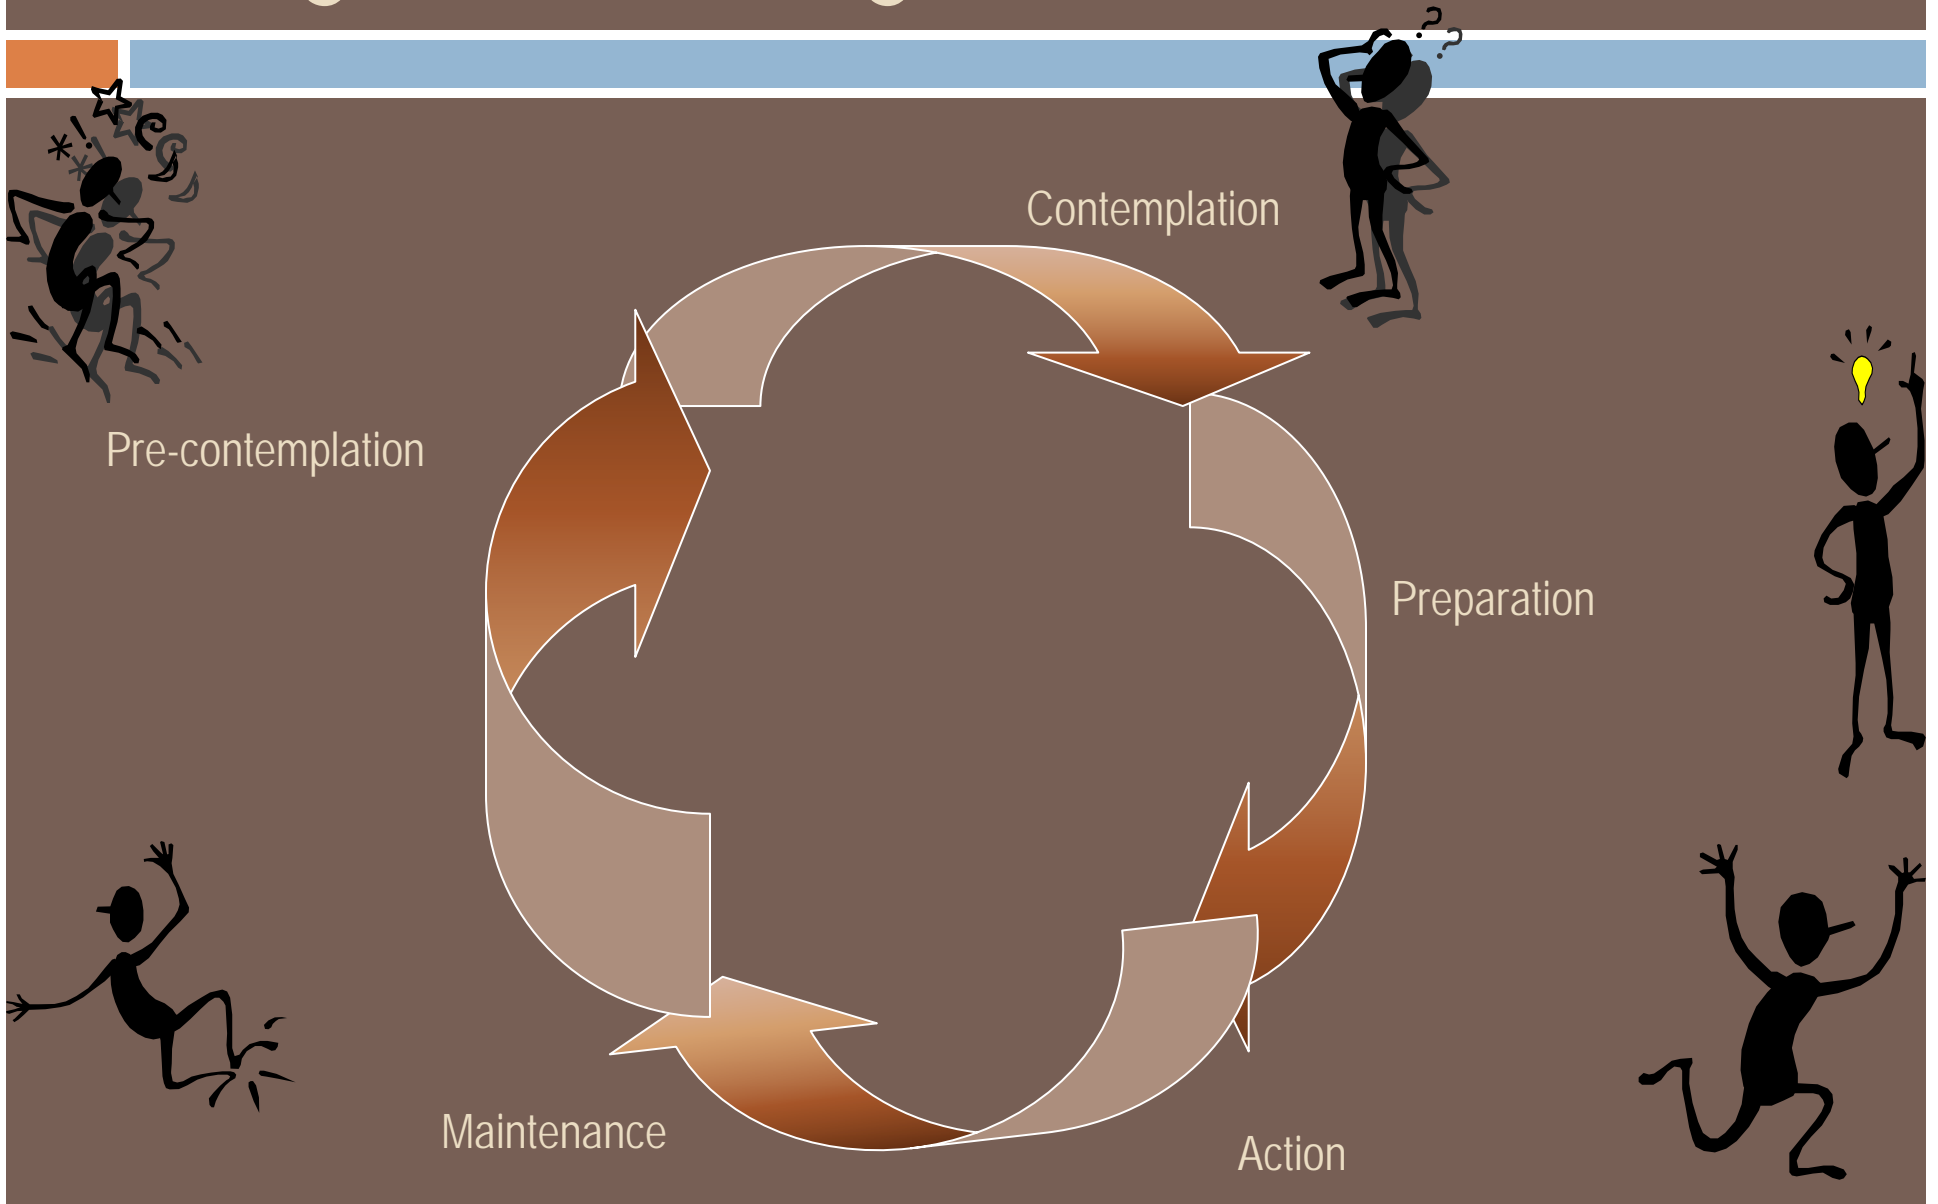 Contemplation
Pre-contemplation
Preparation
Maintenance
Action